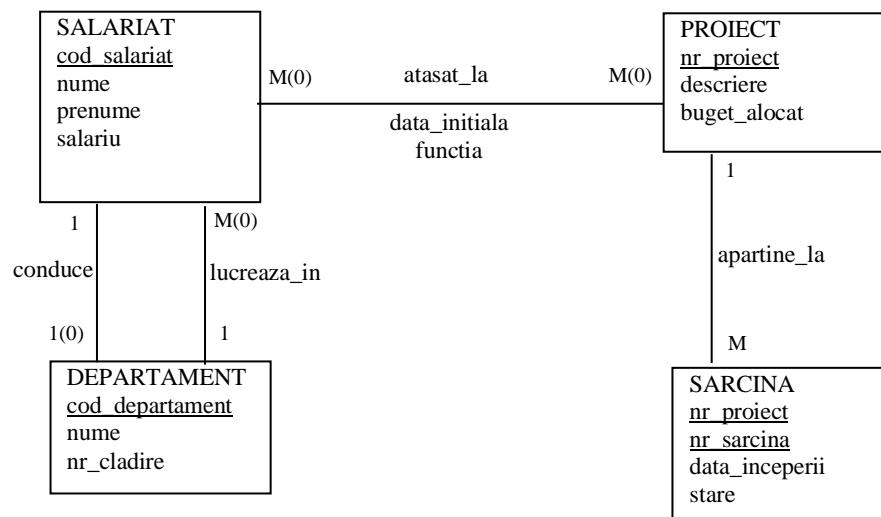 SALARIAT
cod_salariat
nume
prenume
salariu
M(0)
atasat_la
M(0)
data_initiala
functia
PROIECT
nr_proiect
descriere
buget_alocat
1
M(0)
1
conduce
lucreaza_in
apartine_la
1(0)
1
M
DEPARTAMENT
cod_departament
nume
nr_cladire
SARCINA
nr_proiect
nr_sarcina
data_inceperii
stare